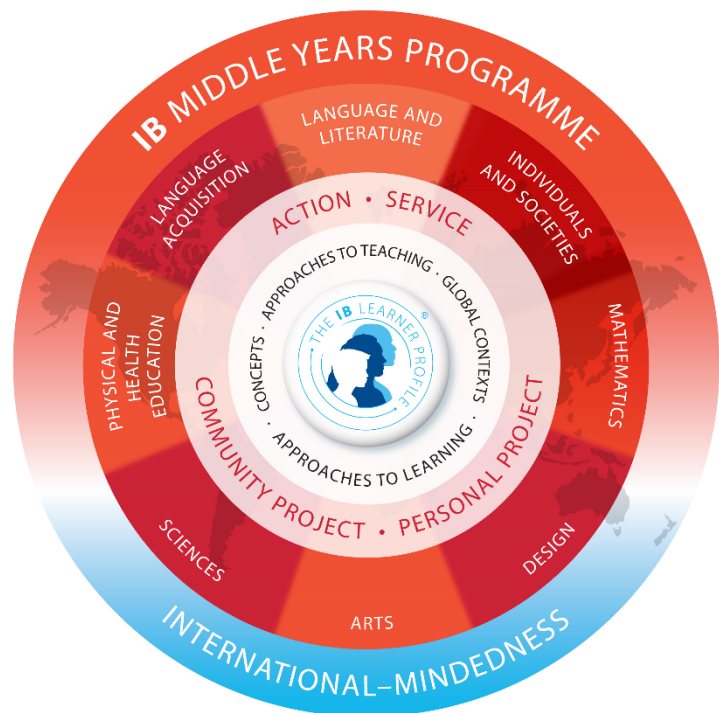 IB MIDDLE YEARS PROGRAMME
LANGUAGE AND
LITERATURE
INDIVIDUALS
AND SOCIETIES
MATHEMATICS
DESIGN
ARTS
SCIENCES
PHYSICAL AND
HEALTH
EDUCATION
LANGUAGE
ACQUISITION
ACTION • SERVICE
COMMUNITY PROJECT • PERSONAL PROJECT
APPROACHES TO TEACHING · GLOBAL CONTEXTS ·
· CONCEPTS · APPROACHES TO LEARNING
• THE IB LEARNER PROFILE •
®
INTERNATIONAL–MINDEDNESS